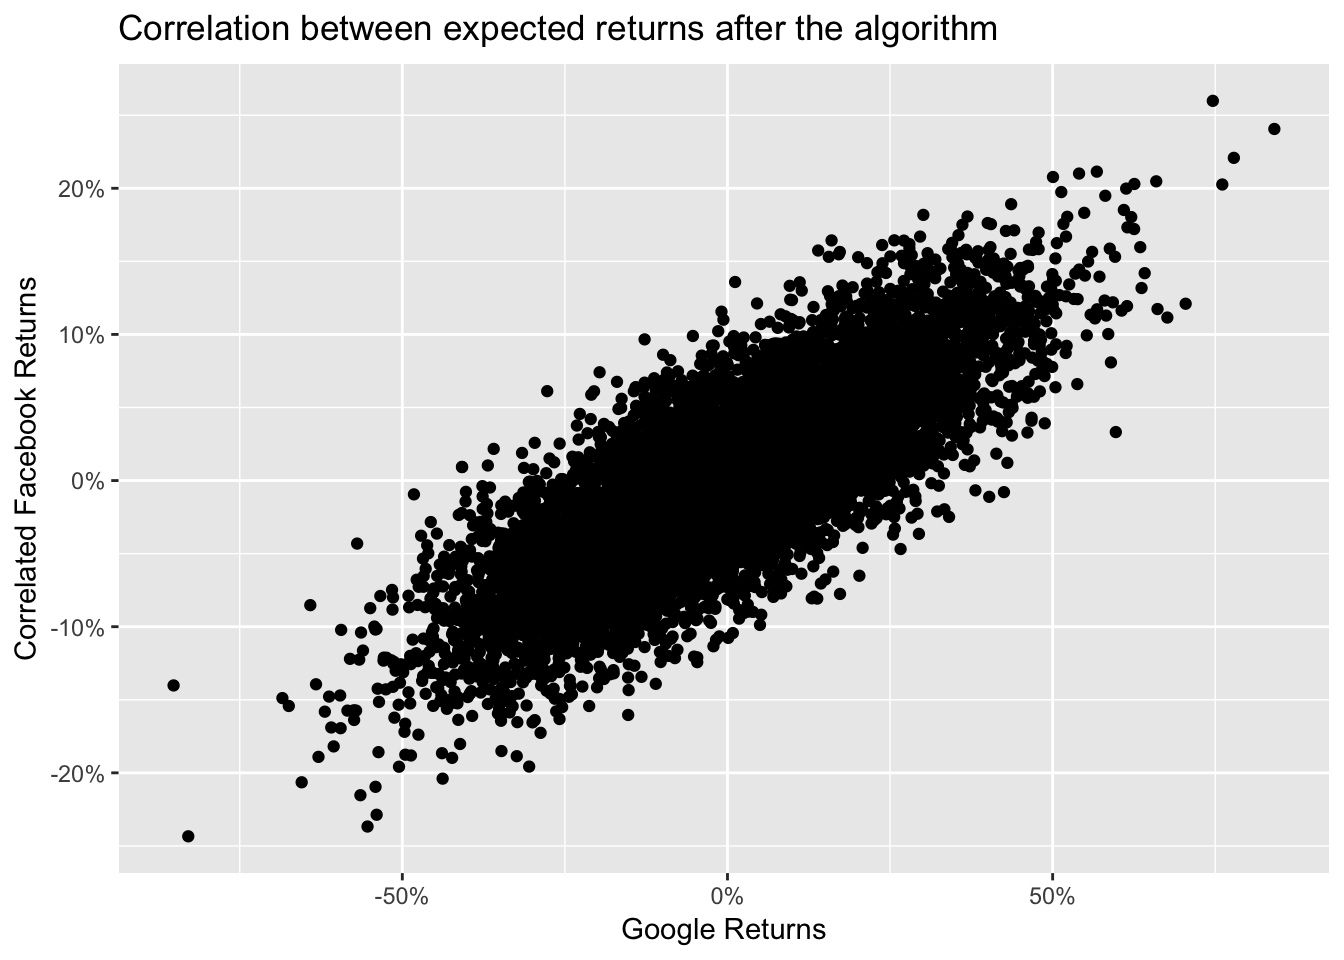 Correlation between expected returns after the algorithm
Correlated Facebook Returns
20%
10%
0%
-10%
-20%
-50%
0%
50%
Google Returns